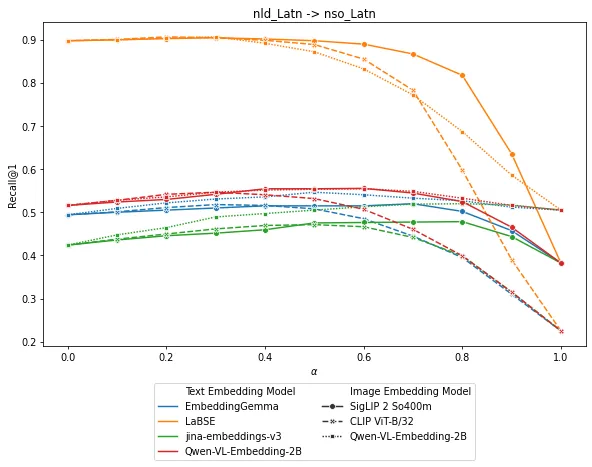 nld_Latn -> nso_Latn
Recall@1
0.9
0.8
0.7
0.6
0.5
0.4
0.3
0.2
0.0 0.2 0.4 0.6 0.8 1.0
α
Text Embedding Model Image Embedding Model
EmbeddingGemma SigLIP 2 So400m
LaBSE CLIP ViT-B/32
jina-embeddings-v3 Qwen-VL-Embedding-2B
Qwen-VL-Embedding-2B